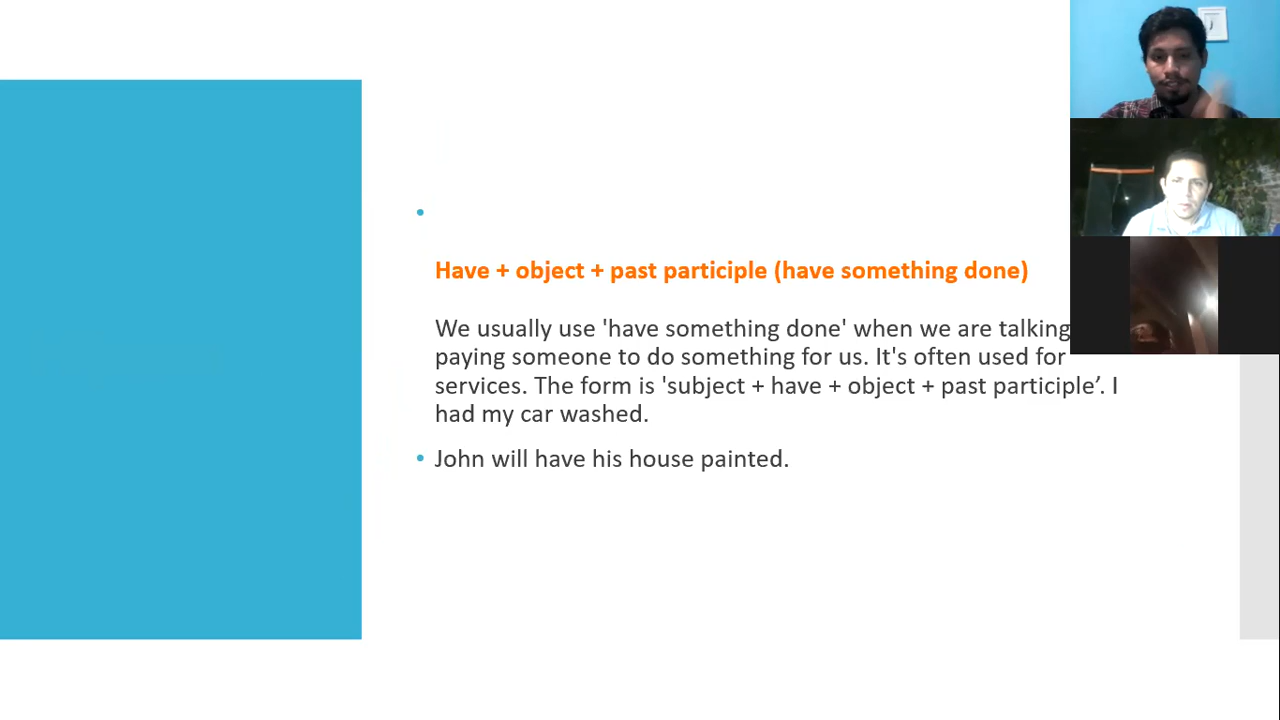 Have + object + past participle (have something done)
We usually use 'have something done' when we are talking
paying someone to do something for us. It's often used for
services. The form is 'subject + have + object + past participle’. I
had my car washed.
John will have his house painted.